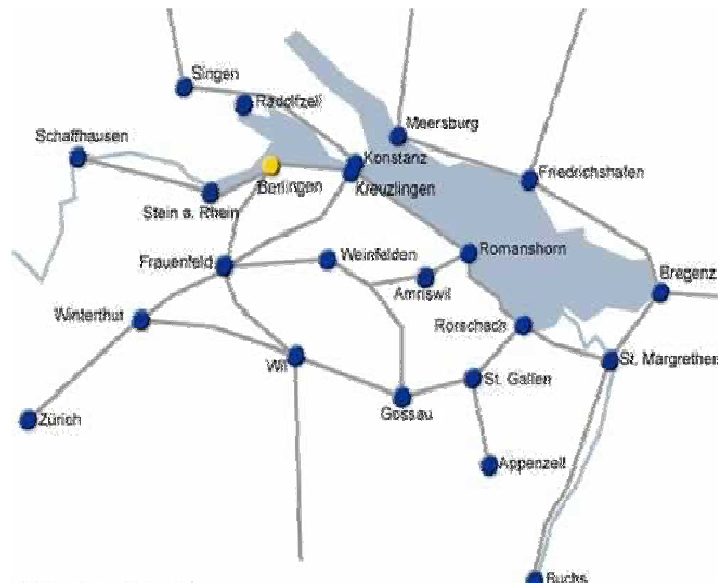 Singen
Radolfzell
Schaffhausen
Meersburg
Konstanz
Friedrichshafen
Berlingen
Kreuzlingen
Stein a. Rhein
Romanshorn
Weinfelden
Frauenfeld
Bregenz
Amriswil
Winterthur
Rorschach
Wil
St. Margrethen
St. Gallen
Gossau
Zürich
Appenzell
Buchs